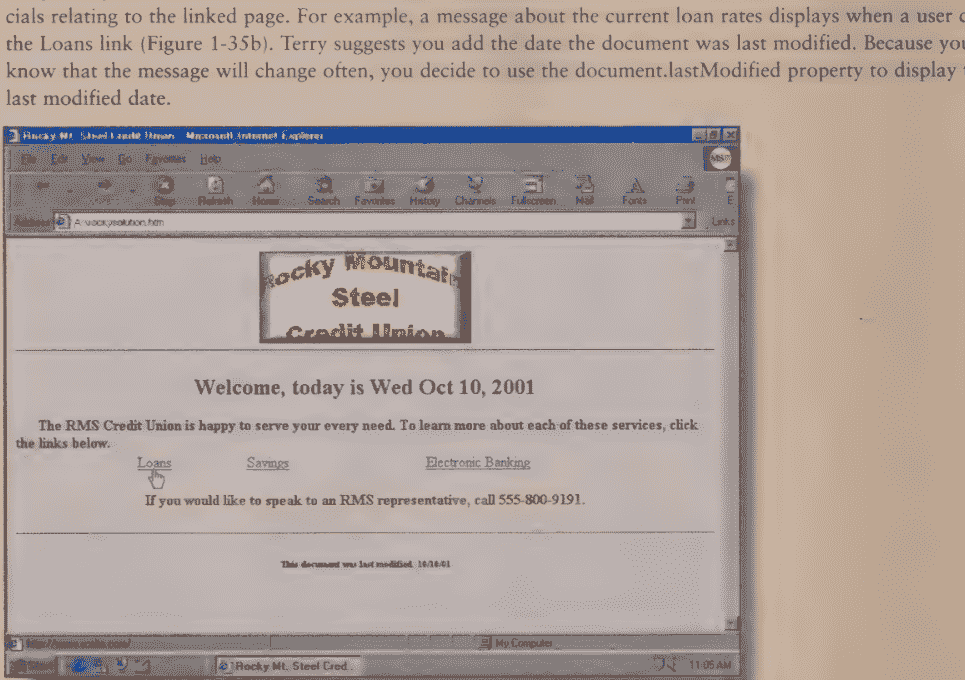 cials relating to the linked page. For example, a message about the current loan rates displays when a user
the Loans link (Figure 1-35b). Terry suggests you add the date the document was last modified. Because you
know that the message will change often, you decide to use the document.lastModified property to display
last modified date.
Rocky Mt. Steel Credit Union - Microsoft Internet Explorer
File Edit View Go Favorites Help
Stop Refresh Home Search Favorites History Channels Fullscreen Mail Fonts Print E
Address Links
Rocky Mountain
Steel
Credit Union
Welcome, today is Wed Oct 10, 2001
The RMS Credit Union is happy to serve your every need. To learn more about each of these services, click
the links below.
Loans Savings Electronic Banking
If you would like to speak to an RMS representative, call 555-800-9191.
This document was last modified 10/10/01
My Computer
Start Rocky Mt. Steel Cred... 11:05 AM